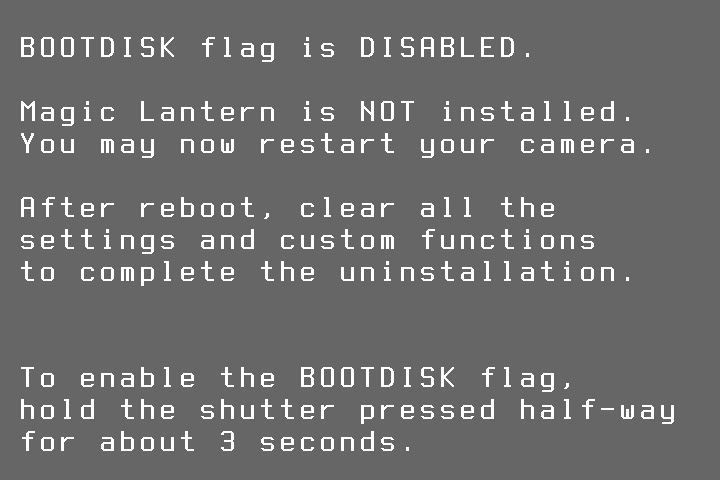 BOOTDISK flag is DISABLED.
Magic Lantern is NOT installed.
You may now restart your camera.
After reboot, clear all the
settings and custom functions
to complete the uninstallation.
To enable the BOOTDISK flag,
hold the shutter pressed half-way
for about 3 seconds.